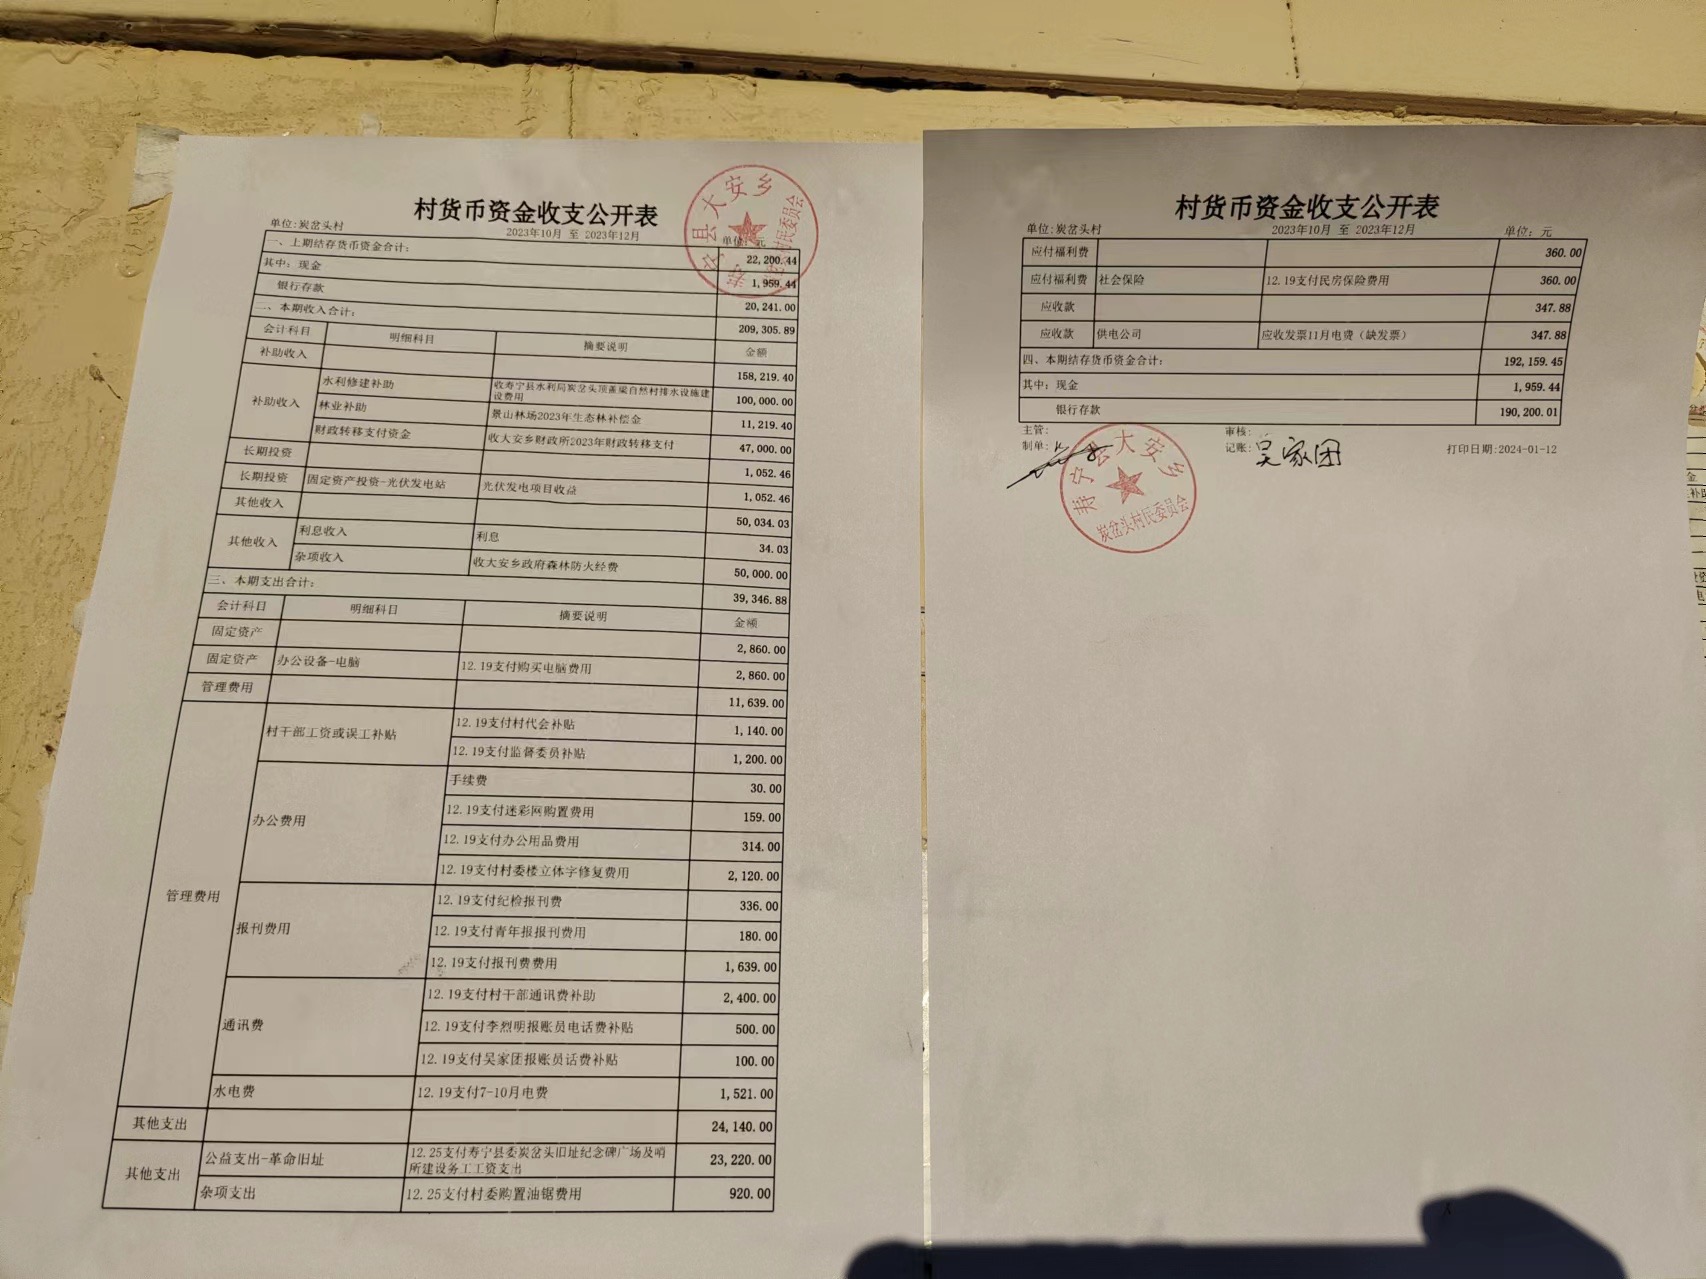 村货币资金收支公开表
单位:炭岔头村
2023年10月 至 2023年12月
单位: 元
一、上期结存货币资金合计: 22,200.44
其中: 现金 1,959.44
银行存款 20,241.00
二、本期收入合计: 209,305.89
会计科目 明细科目 摘要说明 金额
补助收入 158,219.40
补助收入 水利修建补助 收寿宁县水利局炭岔头顶盖梁自然村排水设施建设费用 100,000.00
林业补助 景山林场2023年生态林补偿金 11,219.40
财政转移支付资金 收大安乡财政所2023年财政转移支付 47,000.00
长期投资 1,052.46
长期投资 固定资产投资-光伏发电站 光伏发电项目收益 1,052.46
其他收入 50,034.03
其他收入 利息收入 利息 34.03
杂项收入 收大安乡政府森林防火经费 50,000.00
三、本期支出合计: 39,346.88
会计科目 明细科目 摘要说明 金额
固定资产 2,860.00
固定资产 办公设备-电脑 12.19支付购买电脑费用 2,860.00
管理费用 11,639.00
管理费用 村干部工资或误工补贴 12.19支付村代会补贴 1,140.00
12.19支付监督委员补贴 1,200.00
办公费用 手续费 30.00
12.19支付迷彩网购置费用 159.00
12.19支付办公用品费用 314.00
12.19支付村委楼立体字修复费用 2,120.00
报刊费用 12.19支付纪检报刊费 336.00
12.19支付青年报报刊费用 180.00
12.19支付报刊费费用 1,639.00
通讯费 12.19支付村干部通讯费补助 2,400.00
12.19支付李烈明报账员电话费补贴 500.00
12.19支付吴家团报账员话费补贴 100.00
水电费 12.19支付7-10月电费 1,521.00
其他支出 24,140.00
其他支出 公益支出-革命旧址 12.25支付寿宁县委炭岔头旧址纪念碑广场及哨所建设务工工资支出 23,220.00
杂项支出 12.25支付村委购置油锯费用 920.00
寿宁县大安乡
炭岔头村民委员会
村货币资金收支公开表
单位:炭岔头村
2023年10月 至 2023年12月
单位: 元
应付福利费 360.00
应付福利费 社会保险 12.19支付民房保险费用 360.00
应收款 347.88
应收款 供电公司 应收发票11月电费（缺发票） 347.88
四、本期结存货币资金合计: 192,159.45
其中: 现金 1,959.44
银行存款 190,200.01
主管: 审核:
制单: 记账: 吴家团 打印日期:2024-01-12
寿宁县大安乡
炭岔头村民委员会